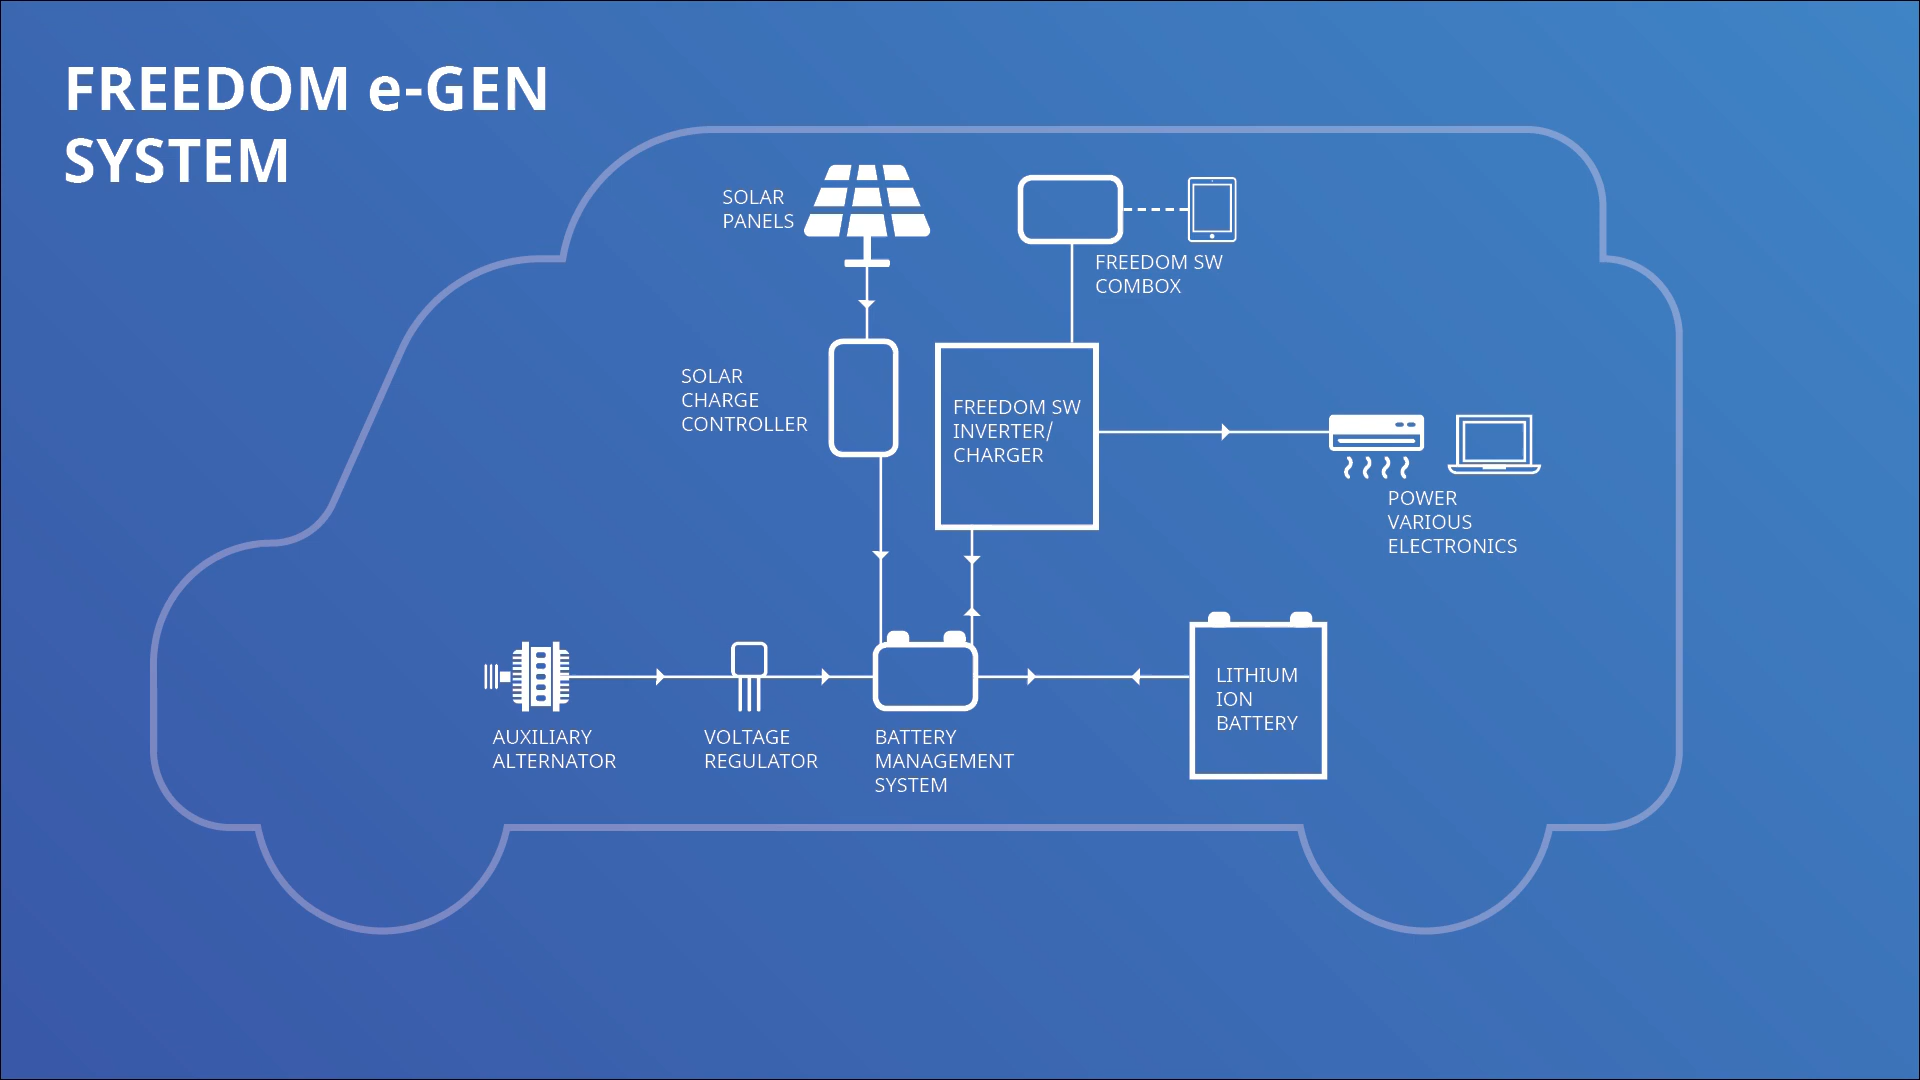 FREEDOM e-GEN
SYSTEM
SOLAR
PANELS
FREEDOM SW
COMBOX
SOLAR
CHARGE
CONTROLLER
FREEDOM SW
INVERTER/
CHARGER
POWER
VARIOUS
ELECTRONICS
AUXILIARY
ALTERNATOR
VOLTAGE
REGULATOR
BATTERY
MANAGEMENT
SYSTEM
LITHIUM
ION
BATTERY